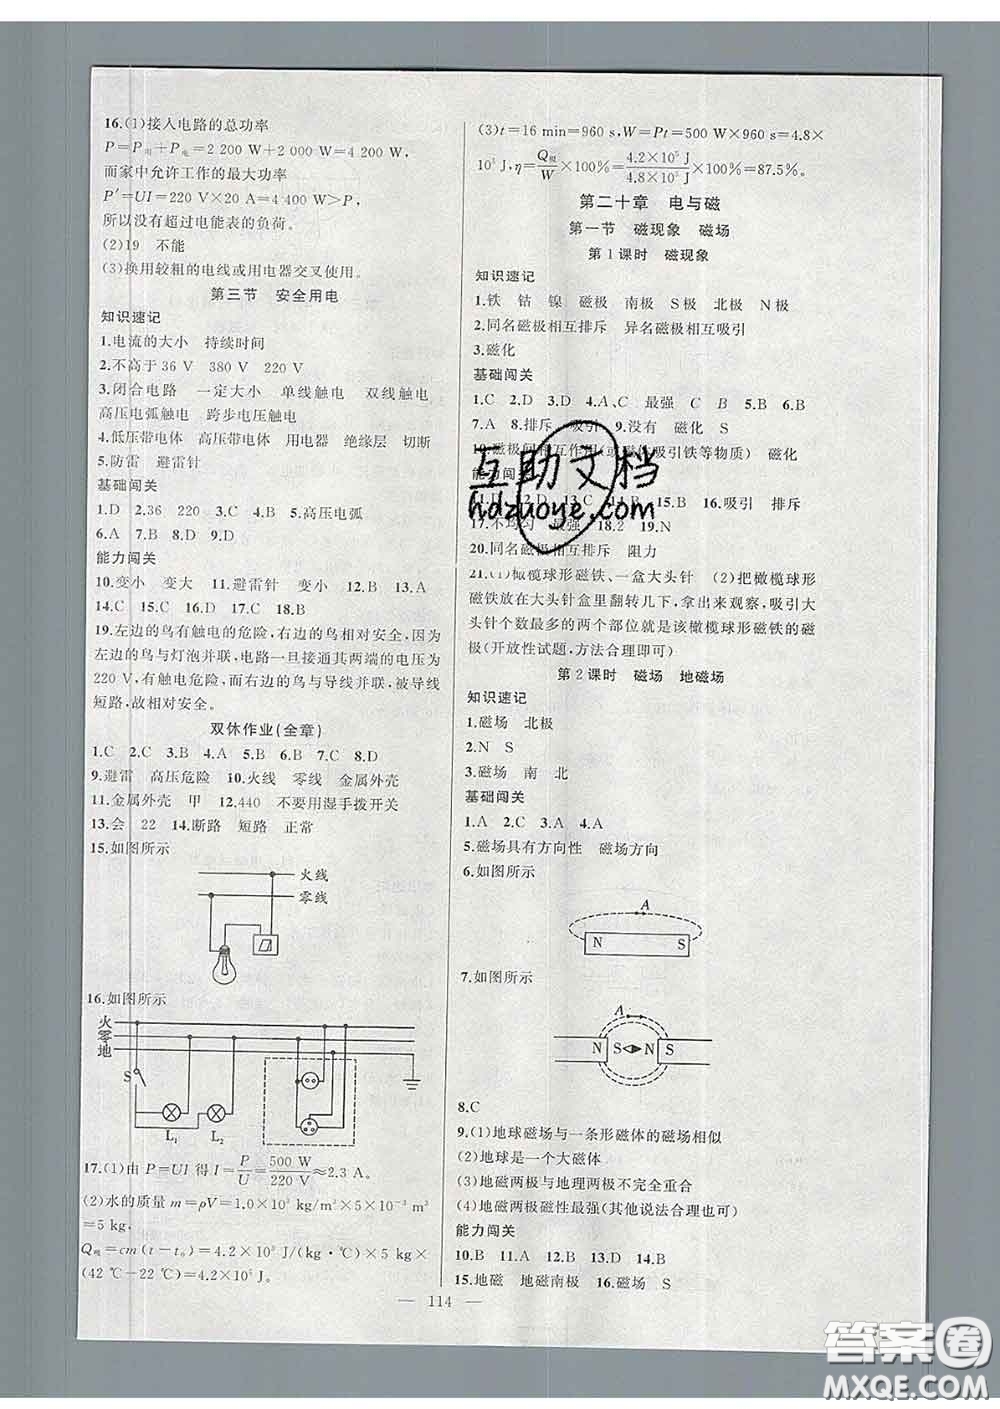 16.(1)接入电路的总功率
P=P用+P电=2 200 W+2 000 W=4 200 W,
而家中允许工作的最大功率
P′=UI=220 V×20 A=4 400 W>P,
所以没有超过电能表的负荷。
(2)19 不能
(3)换用较粗的电线或用电器交叉使用。
第三节 安全用电
知识速记
1.电流的大小 持续时间
2.不高于36 V 380 V 220 V
3.闭合电路 一定大小 单线触电 双线触电
高压电弧触电 跨步电压触电
4.低压带电体 高压带电体 用电器 绝缘层 切断
5.防雷 避雷针
基础闯关
1.D 2.36 220 3.C 4.B 5.高压电弧
6.A 7.B 8.D 9.D
能力闯关
10.变小 变大 11.避雷针 变小 12.B 13.A
14.C 15.C 16.D 17.C 18.B
19.左边的鸟有触电的危险,右边的鸟相对安全,因为
左边的鸟与灯泡并联,电路一旦接通其两端的电压为
220 V,有触电危险,而右边的鸟与导线并联,被导线
短路,故相对安全。
双休作业(全章)
1.C 2.C 3.B 4.A 5.B 6.B 7.C 8.D
9.避雷 高压危险 10.火线 零线 金属外壳
11.金属外壳 甲 12.440 不要用湿手拨开关
13.会 22 14.断路 短路 正常
15.如图所示
火线
零线
16.如图所示
火
零
地
S
L₁ L₂
17.(1)由P=UI得I=P/U=500 W/220 V≈2.3 A。
(2)水的质量m=ρV=1.0×10³ kg/m³×5×10⁻³ m³
=5 kg,
Q吸=cm(t-t₀)=4.2×10³ J/(kg·℃)×5 kg×
(42 ℃-22 ℃)=4.2×10⁵ J。
(3)t=16 min=960 s,W=Pt=500 W×960 s=4.8×
10⁵ J,η=Q吸/W×100%=4.2×10⁵ J/4.8×10⁵ J×100%=87.5%。
第二十章 电与磁
第一节 磁现象 磁场
第1课时 磁现象
知识速记
1.铁 钴 镍 磁极 南极 S极 北极 N极
2.同名磁极相互排斥 异名磁极相互吸引
3.磁化
基础闯关
1.C 2.D 3.D 4.A、C 最强 C B 5.B 6.B
7.A 8.排斥 吸引 9.没有 磁化 S
10.磁极间相互作用(或磁体吸引铁等物质) 磁化
能力闯关
12.D 13.C 14.B 15.B 16.吸引 排斥
17.不均匀 最强 18.2 19.N
20.同名磁极相互排斥 阻力
21.(1)橄榄球形磁铁、一盒大头针 (2)把橄榄球形
磁铁放在大头针盒里翻转几下,拿出来观察,吸引大
头针个数最多的两个部位就是该橄榄球形磁铁的磁
极(开放性试题,方法合理即可)
第2课时 磁场 地磁场
知识速记
1.磁场 北极
2.N S
3.磁场 南 北
基础闯关
1.A 2.C 3.A 4.A
5.磁场具有方向性 磁场方向
6.如图所示
A
N S
7.如图所示
A
N S N S
8.C
9.(1)地球磁场与一条形磁体的磁场相似
(2)地球是一个大磁体
(3)地磁两极与地理两极不完全重合
(4)地磁两极磁性最强(其他说法合理也可)
能力闯关
10.B 11.A 12.B 13.D 14.B
15.地磁 地磁南极 16.磁场 S
— 114 —
互助文档
hdzuoye.com
答案圈
MXQE.COM